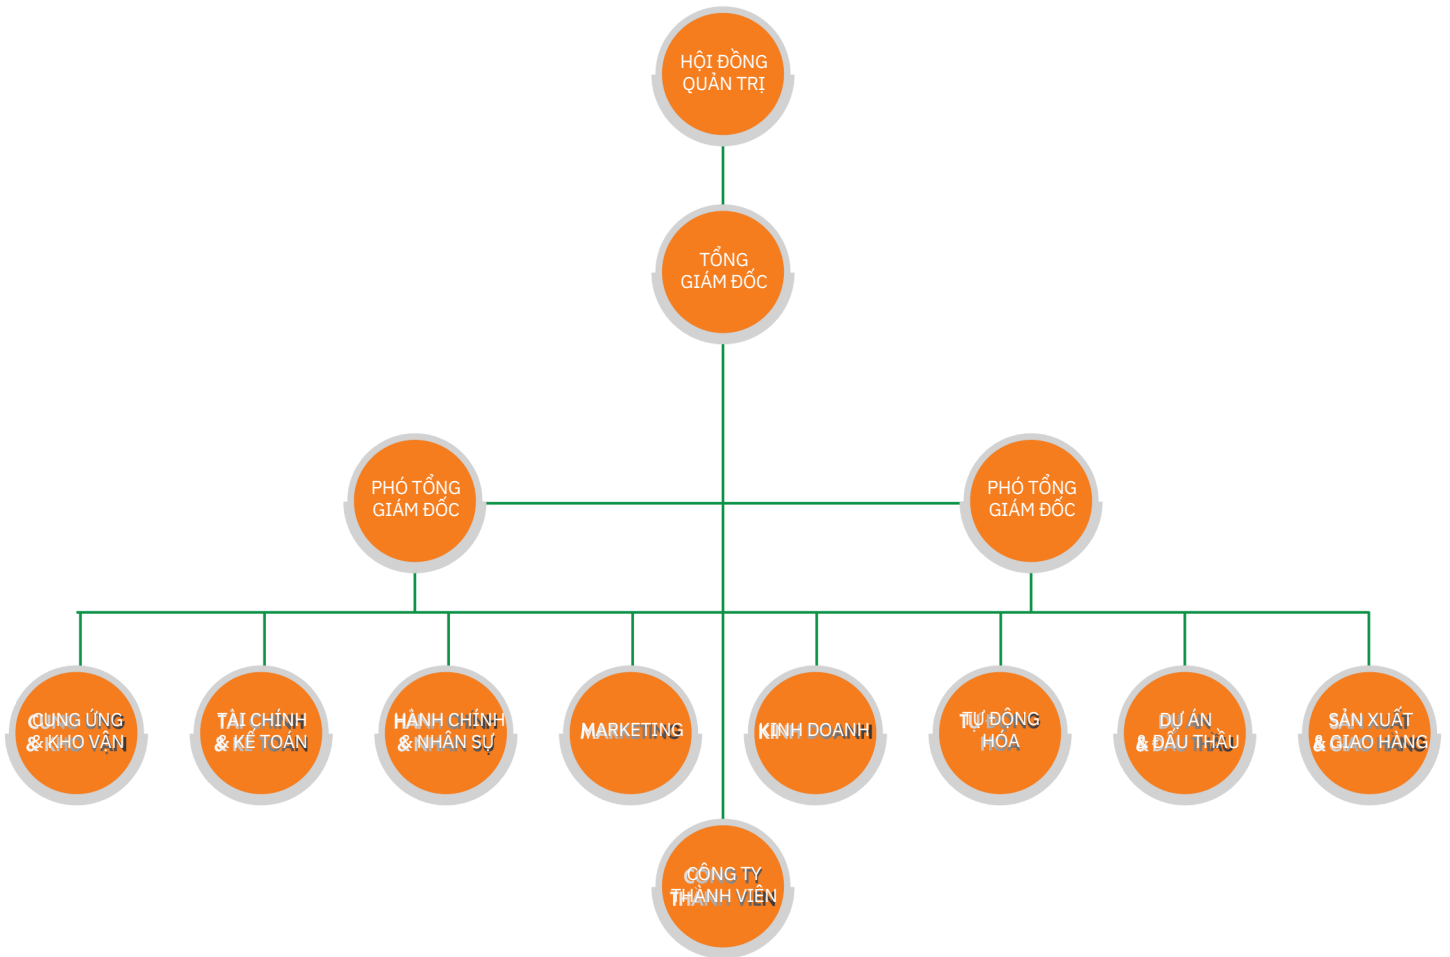 HỘI ĐỒNG
QUẢN TRỊ
TỔNG
GIÁM ĐỐC
PHÓ TỔNG
GIÁM ĐỐC
PHÓ TỔNG
GIÁM ĐỐC
CUNG ỨNG
& KHO VẬN
TÀI CHÍNH
& KẾ TOÁN
HÀNH CHÍNH
& NHÂN SỰ
MARKETING
KINH DOANH
TỰ ĐỘNG
HÓA
DỰ ÁN
& ĐẤU THẦU
SẢN XUẤT
& GIAO HÀNG
CÔNG TY
THÀNH VIÊN